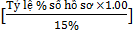 [Tỷ lệ % số hồ sơ×1.00
15%]